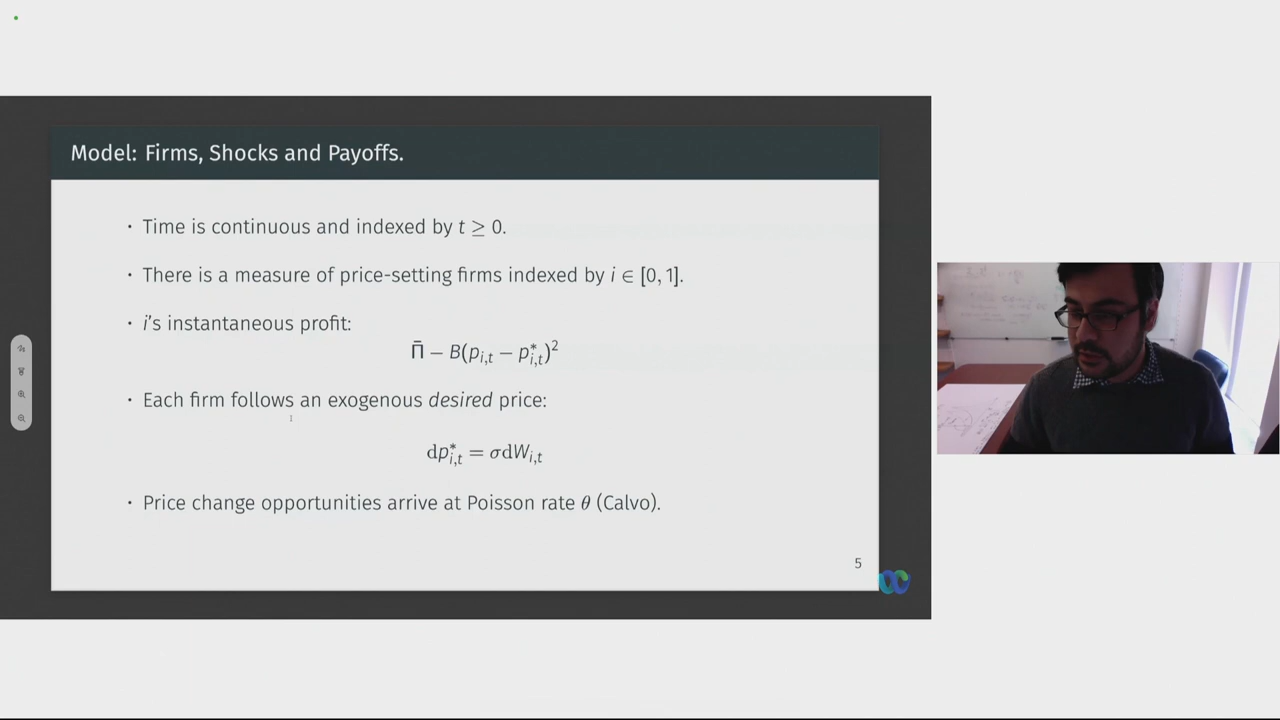 Model: Firms, Shocks and Payoffs.
· Time is continuous and indexed by t ≥ 0.
· There is a measure of price-setting firms indexed by i ∈ [0, 1].
· i's instantaneous profit:
Π̄ − B(p_{i,t} − p*_{i,t})²
· Each firm follows an exogenous desired price:
dp*_{i,t} = σdW_{i,t}
· Price change opportunities arrive at Poisson rate θ (Calvo).
5